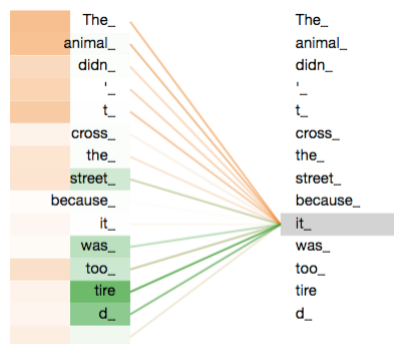 The_
animal_
didn_
'_
t_
cross_
the_
street_
because_
it_
was_
too_
tire
d_
The_
animal_
didn_
'_
t_
cross_
the_
street_
because_
it_
was_
too_
tire
d_